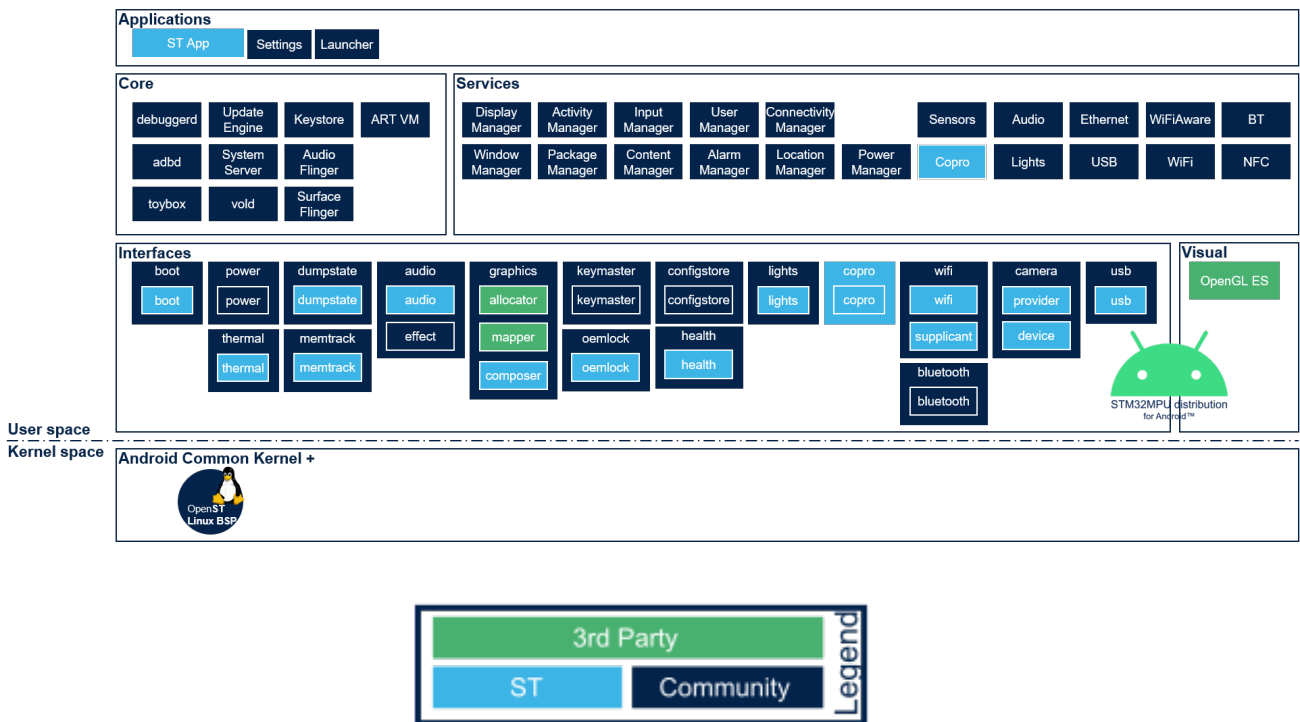 Applications
ST App
Settings
Launcher
Core
debuggerd
Update
Engine
Keystore
ART VM
adbd
System
Server
Audio
Flinger
toybox
vold
Surface
Flinger
Services
Display
Manager
Activity
Manager
Input
Manager
User
Manager
Connectivity
Manager
Sensors
Audio
Ethernet
WiFiAware
BT
Window
Manager
Package
Manager
Content
Manager
Alarm
Manager
Location
Manager
Power
Manager
Copro
Lights
USB
WiFi
NFC
Interfaces
boot
boot
power
power
thermal
thermal
dumpstate
dumpstate
memtrack
memtrack
audio
audio
effect
graphics
allocator
mapper
composer
keymaster
keymaster
oemlock
oemlock
configstore
configstore
health
health
lights
lights
copro
copro
wifi
wifi
supplicant
bluetooth
bluetooth
camera
provider
device
usb
usb
Visual
OpenGL ES
STM32MPU distribution
for Android™
User space
Kernel space
Android Common Kernel +
OpenST
Linux BSP
3rd Party
ST
Community
Legend